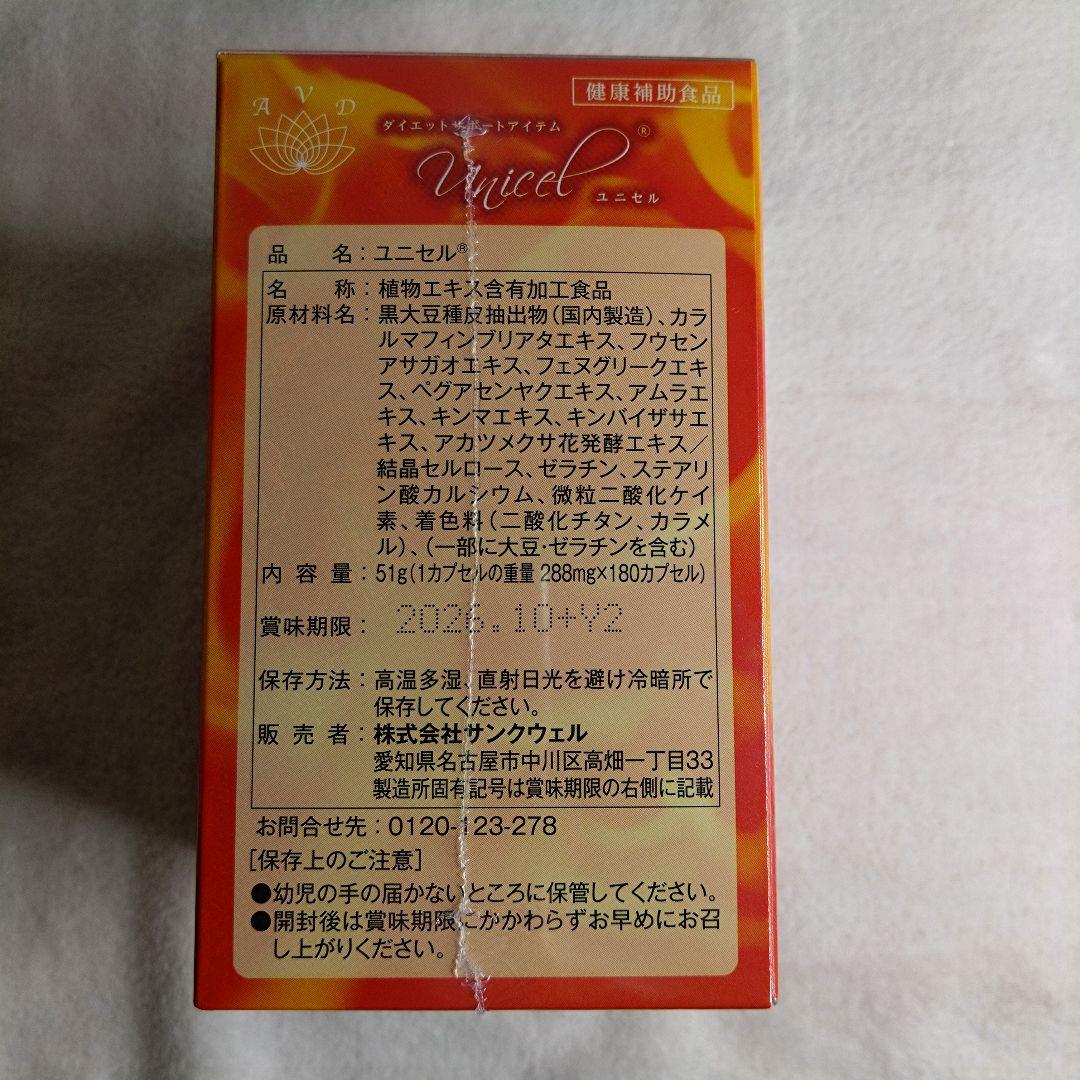 AVD
健康補助食品
ダイエットサポートアイテム
Unicel®
ユニセル
品　名：ユニセル®
名　称：植物エキス含有加工食品
原材料名：黒大豆種皮抽出物（国内製造）、カラ
ルマフィンブリアタエキス、フウセン
アサガオエキス、フェヌグリークエキ
ス、ペグアセンヤクエキス、アムラエ
キス、キンマエキス、キンバイザサエ
キス、アカツメクサ花発酵エキス／
結晶セルロース、ゼラチン、ステアリ
ン酸カルシウム、微粒二酸化ケイ
素、着色料（二酸化チタン、カラメ
ル）、（一部に大豆・ゼラチンを含む）
内容量：51g（1カプセルの重量 288mg×180カプセル）
賞味期限：2026.10+Y2
保存方法：高温多湿、直射日光を避け冷暗所で
保存してください。
販売者：株式会社サンクウェル
愛知県名古屋市中川区高畑一丁目33
製造所固有記号は賞味期限の右側に記載
お問合せ先：0120-123-278
［保存上のご注意］
●幼児の手の届かないところに保管してください。
●開封後は賞味期限にかかわらずお早めにお召
し上がりください。